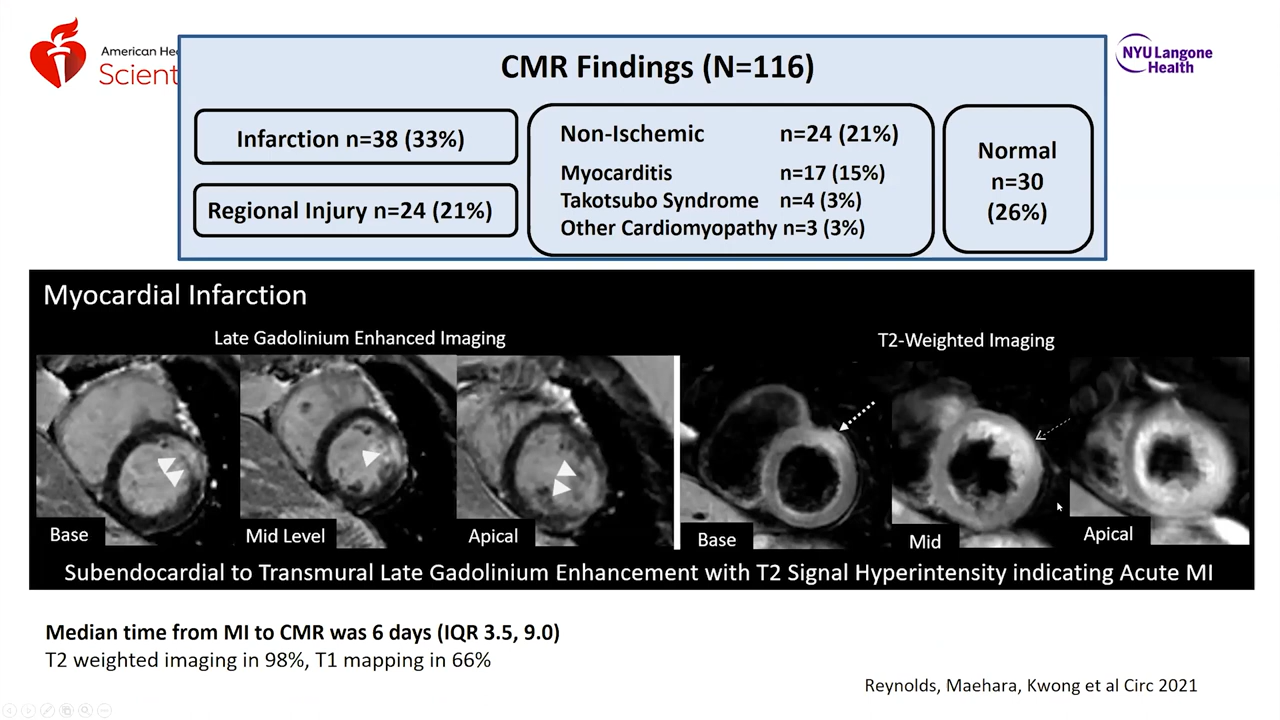 American Hea
Scient
NYU Langone
Health
CMR Findings (N=116)
Infarction n=38 (33%)
Regional Injury n=24 (21%)
Non-Ischemic n=24 (21%)
Myocarditis n=17 (15%)
Takotsubo Syndrome n=4 (3%)
Other Cardiomyopathy n=3 (3%)
Normal
n=30
(26%)
Myocardial Infarction
Late Gadolinium Enhanced Imaging
T2-Weighted Imaging
Base
Mid Level
Apical
Base
Mid
Apical
Subendocardial to Transmural Late Gadolinium Enhancement with T2 Signal Hyperintensity indicating Acute MI
Median time from MI to CMR was 6 days (IQR 3.5, 9.0)
T2 weighted imaging in 98%, T1 mapping in 66%
Reynolds, Maehara, Kwong et al Circ 2021